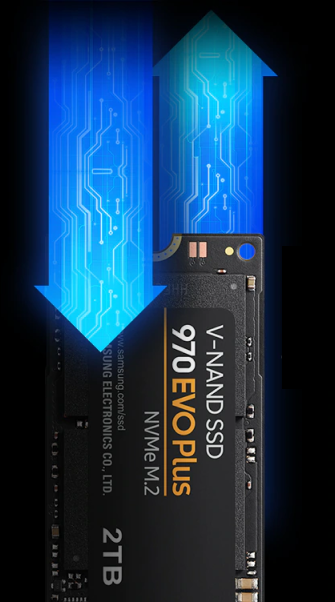 V-NAND SSD
970 EVO Plus
NVMe M.2
www.samsung.com/ssd
SUNG ELECTRONICS CO., LTD.
2TB